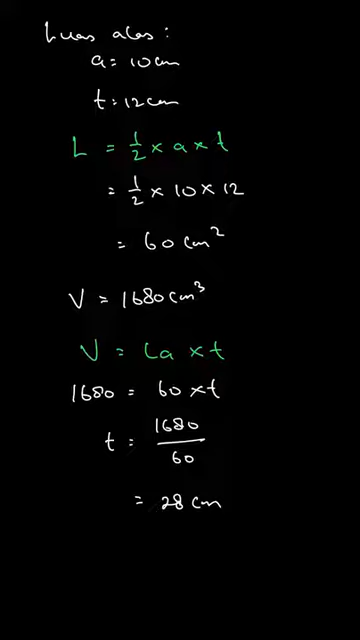 Luas alas:
a = 10 cm
t = 12 cm
L = 1/2 × a × t
= 1/2 × 10 × 12
= 60 cm²
V = 1680 cm³
V = La × t
1680 = 60 × t
t = 1680/60
= 28 cm